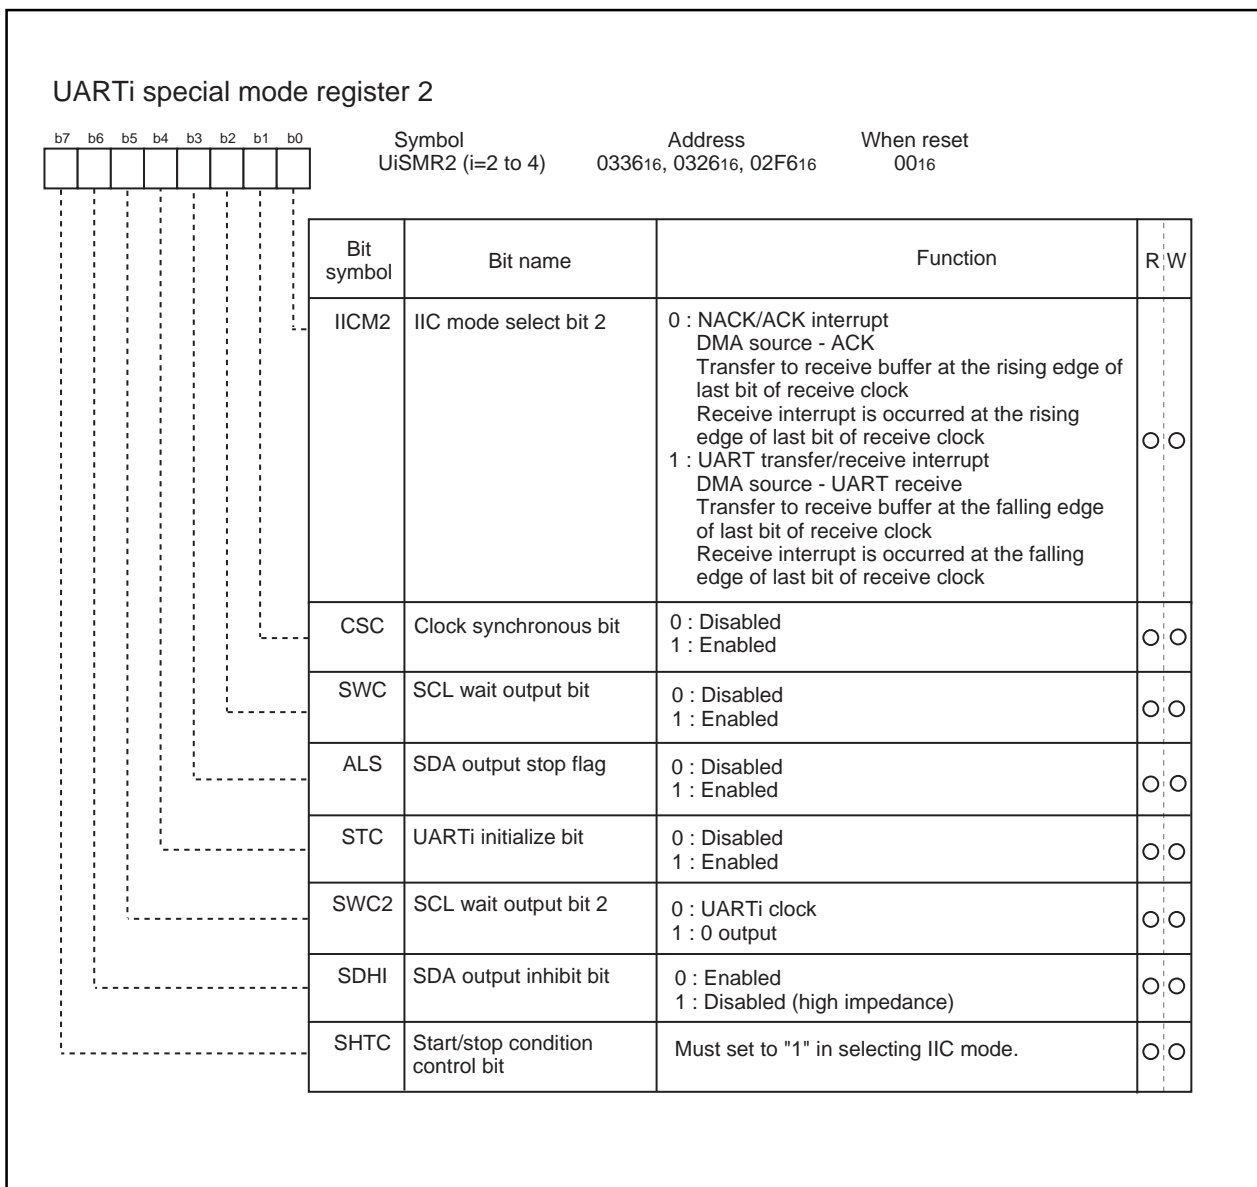 UARTi special mode register 2
b7 b6 b5 b4 b3 b2 b1 b0
Symbol Address When reset
UiSMR2 (i=2 to 4) 033616, 032616, 02F616 0016
Bit symbol Bit name Function R W
IICM2 IIC mode select bit 2 0 : NACK/ACK interrupt
DMA source - ACK
Transfer to receive buffer at the rising edge of
last bit of receive clock
Receive interrupt is occurred at the rising
edge of last bit of receive clock
1 : UART transfer/receive interrupt
DMA source - UART receive
Transfer to receive buffer at the falling edge
of last bit of receive clock
Receive interrupt is occurred at the falling
edge of last bit of receive clock
CSC Clock synchronous bit 0 : Disabled
1 : Enabled
SWC SCL wait output bit 0 : Disabled
1 : Enabled
ALS SDA output stop flag 0 : Disabled
1 : Enabled
STC UARTi initialize bit 0 : Disabled
1 : Enabled
SWC2 SCL wait output bit 2 0 : UARTi clock
1 : 0 output
SDHI SDA output inhibit bit 0 : Enabled
1 : Disabled (high impedance)
SHTC Start/stop condition
control bit
Must set to "1" in selecting IIC mode.